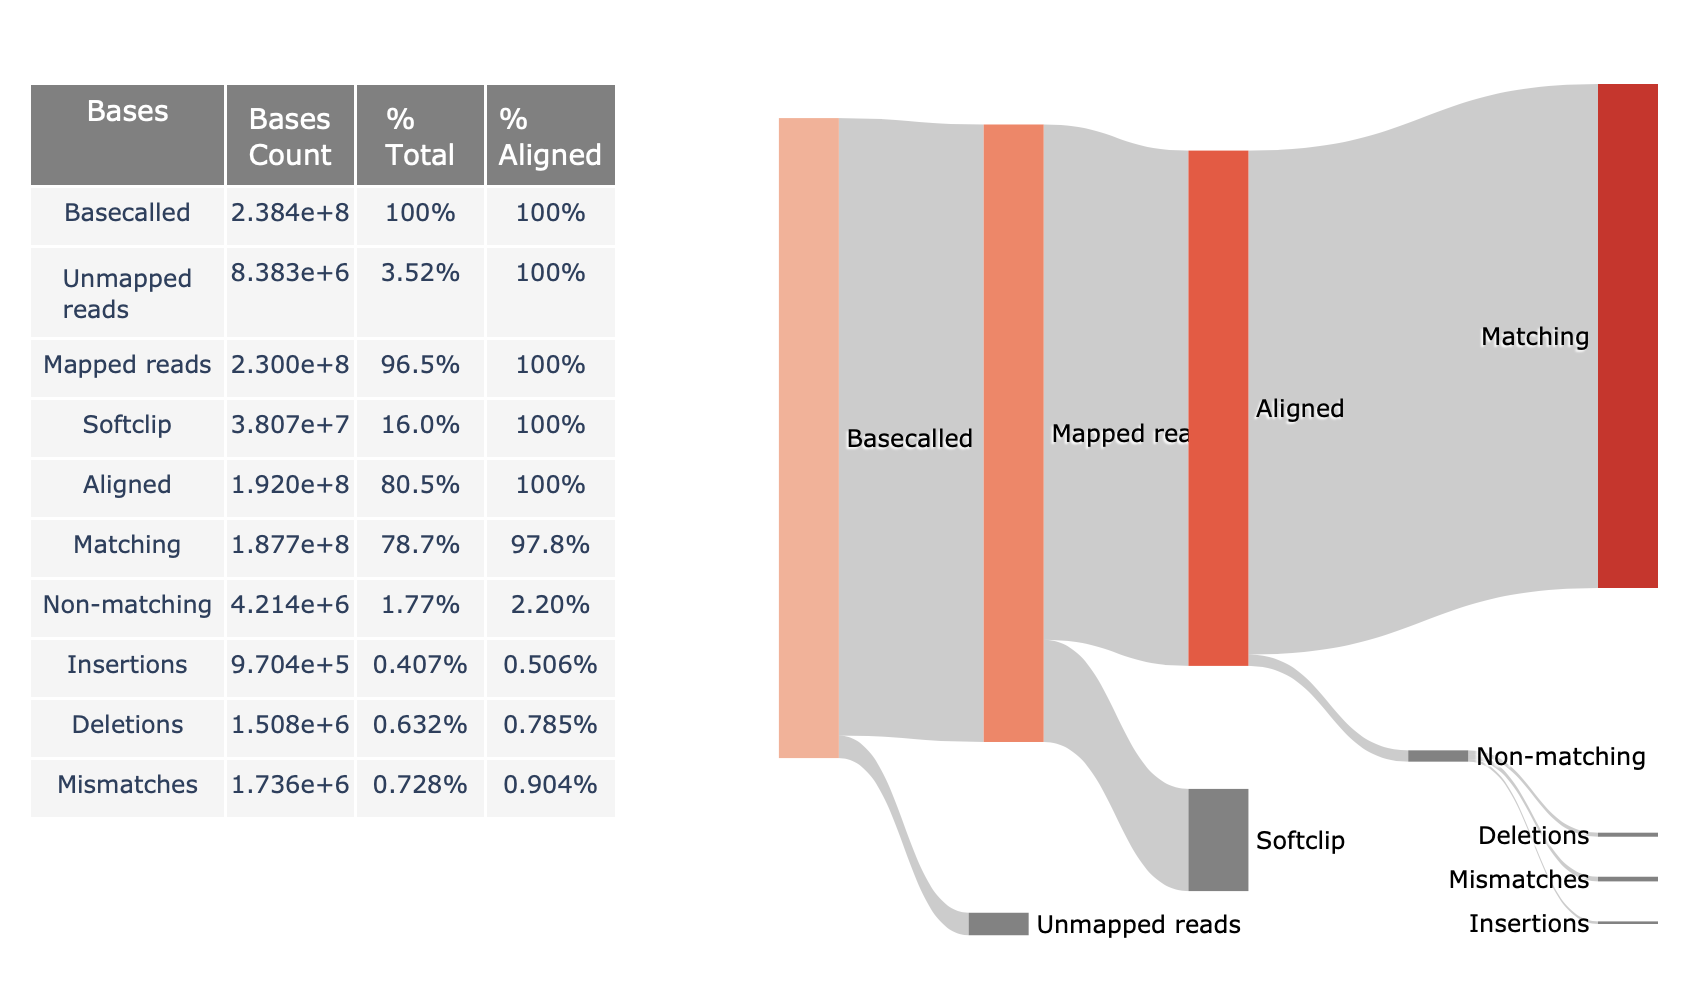 Bases Bases Count % Total % Aligned
Basecalled 2.384e+8 100% 100%
Unmapped reads 8.383e+6 3.52% 100%
Mapped reads 2.300e+8 96.5% 100%
Softclip 3.807e+7 16.0% 100%
Aligned 1.920e+8 80.5% 100%
Matching 1.877e+8 78.7% 97.8%
Non-matching 4.214e+6 1.77% 2.20%
Insertions 9.704e+5 0.407% 0.506%
Deletions 1.508e+6 0.632% 0.785%
Mismatches 1.736e+6 0.728% 0.904%
Matching
Aligned
Mapped rea
Basecalled
Non-matching
Deletions
Softclip
Mismatches
Insertions
Unmapped reads